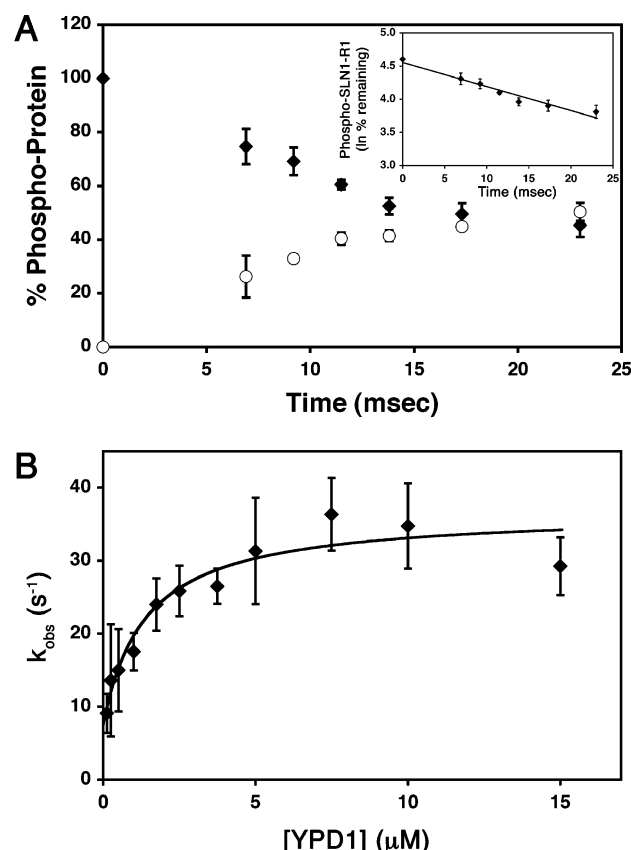 A
% Phospho-Protein
120
100
80
60
40
20
0
0 5 10 15 20 25
Time (msec)
Phospho-SLN1-R1
(ln % remaining)
5.0
4.5
4.0
3.5
3.0
0 5 10 15 20 25
Time (msec)
B
kobs (s-1)
40
30
20
10
0
0 5 10 15
[YPD1] (μM)